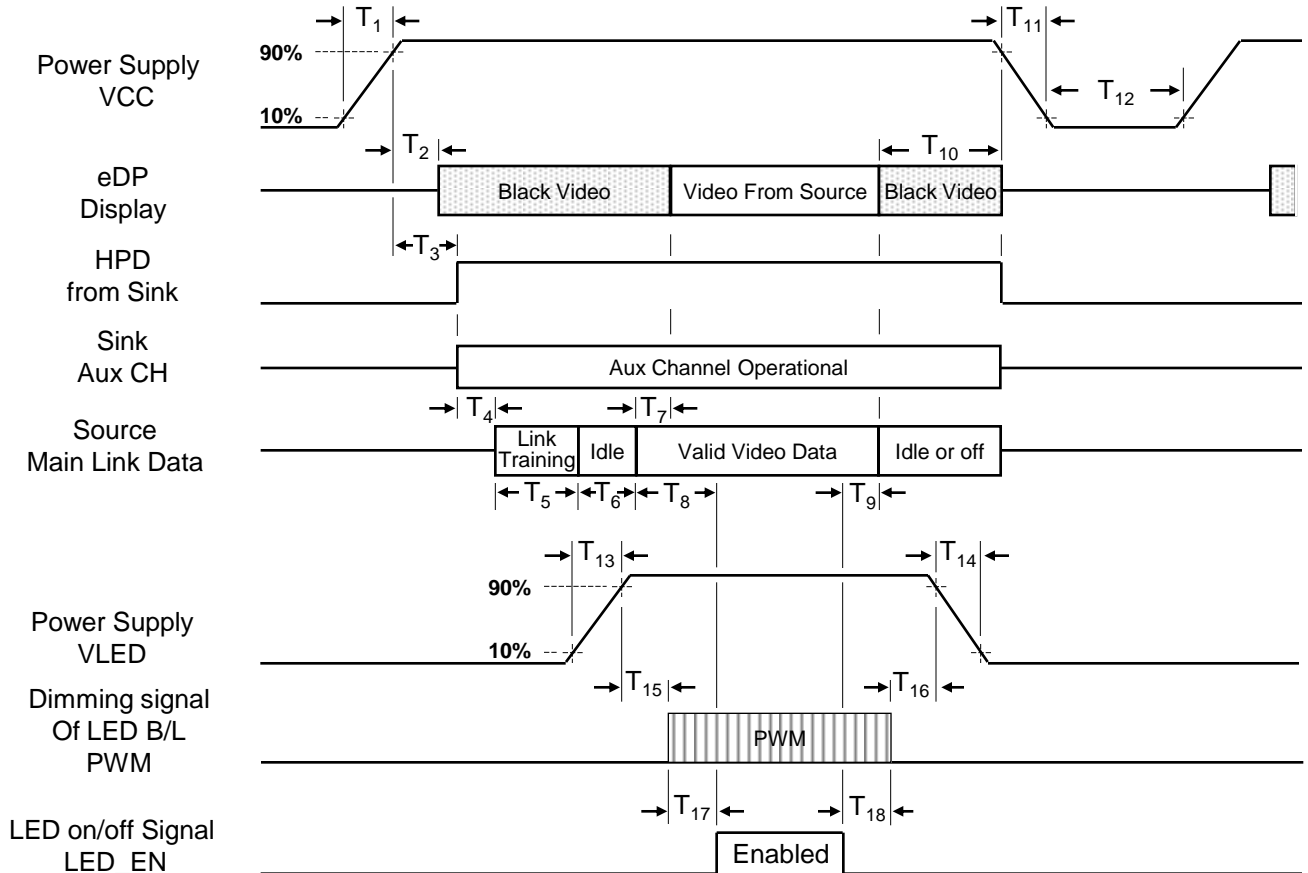 T1
T11
90%
Power Supply
VCC
T12
10%
T2
T10
eDP
Display
Black Video
Video From Source
Black Video
T3
HPD
from Sink
Sink
Aux CH
Aux Channel Operational
T4
T7
Source
Main Link Data
Link
Training
Idle
Valid Video Data
Idle or off
T5
T6
T8
T9
T13
T14
90%
Power Supply
VLED
10%
T15
T16
Dimming signal
Of LED B/L
PWM
PWM
T17
T18
LED on/off Signal
LED_EN
Enabled